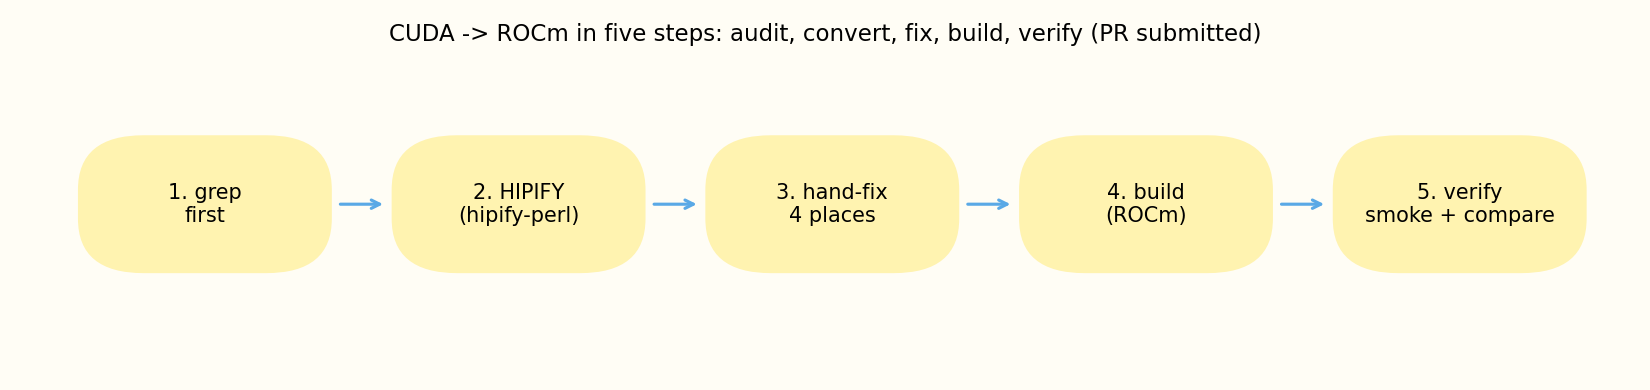 CUDA -> ROCm in five steps: audit, convert, fix, build, verify (PR submitted)
1. grep
first
2. HIPIFY
(hipify-perl)
3. hand-fix
4 places
4. build
(ROCm)
5. verify
smoke + compare